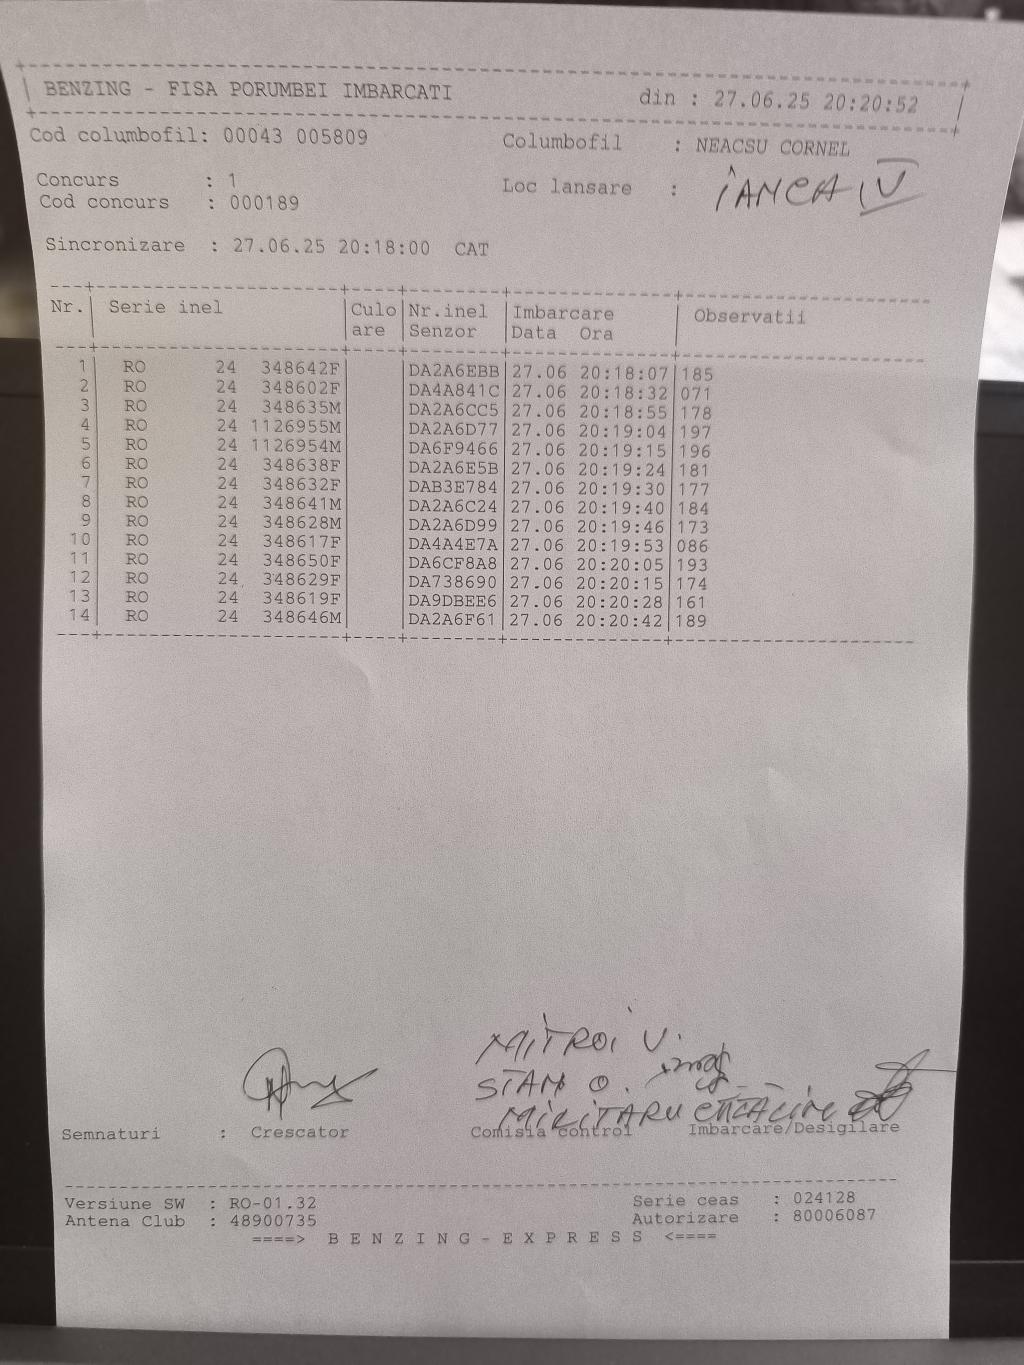 BENZING - FISA PORUMBEI IMBARCATI din : 27.06.25 20:20:52
Cod columbofil: 00043 005809 Columbofil : NEACSU CORNEL
Concurs : 1 Loc lansare : IANCA IV
Cod concurs : 000189
Sincronizare : 27.06.25 20:18:00 CAT
Nr. Serie inel Culo Nr.inel Imbarcare Observatii
are Senzor Data Ora
1 RO 24 348642F DA2A6EBB 27.06 20:18:07 185
2 RO 24 348602F DA4A841C 27.06 20:18:32 071
3 RO 24 348635M DA2A6CC5 27.06 20:18:55 178
4 RO 24 1126955M DA2A6D77 27.06 20:19:04 197
5 RO 24 1126954M DA6F9466 27.06 20:19:15 196
6 RO 24 348638F DA2A6E5B 27.06 20:19:24 181
7 RO 24 348632F DAB3E784 27.06 20:19:30 177
8 RO 24 348641M DA2A6C24 27.06 20:19:40 184
9 RO 24 348628M DA2A6D99 27.06 20:19:46 173
10 RO 24 348617F DA4A4E7A 27.06 20:19:53 086
11 RO 24 348650F DA6CF8A8 27.06 20:20:05 193
12 RO 24 348629F DA738690 27.06 20:20:15 174
13 RO 24 348619F DA9DBEE6 27.06 20:20:28 161
14 RO 24 348646M DA2A6F61 27.06 20:20:42 189
MITROI V.
STAN O.
MILITARU
Semnaturi : Crescator Comisia control Imbarcare/Desigilare
Versiune SW : RO-01.32 Serie ceas : 024128
Antena Club : 48900735 Autorizare : 80006087
====> B E N Z I N G - E X P R E S S <====